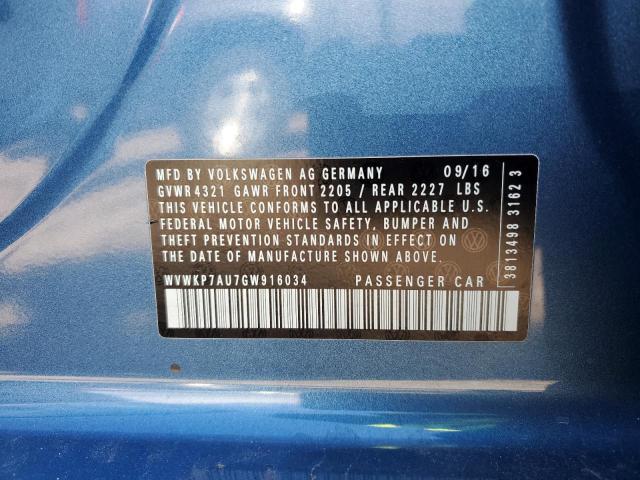 MFD BY VOLKSWAGEN AG GERMANY 09/16
GVWR 4321 GAWR FRONT 2205 / REAR 2227 LBS
THIS VEHICLE CONFORMS TO ALL APPLICABLE U.S.
FEDERAL MOTOR VEHICLE SAFETY, BUMPER AND
THEFT PREVENTION STANDARDS IN EFFECT ON
THE DATE OF MANUFACTURE SHOWN ABOVE.
WVWKP7AU7GW916034 PASSENGER CAR
3813498 3162 3